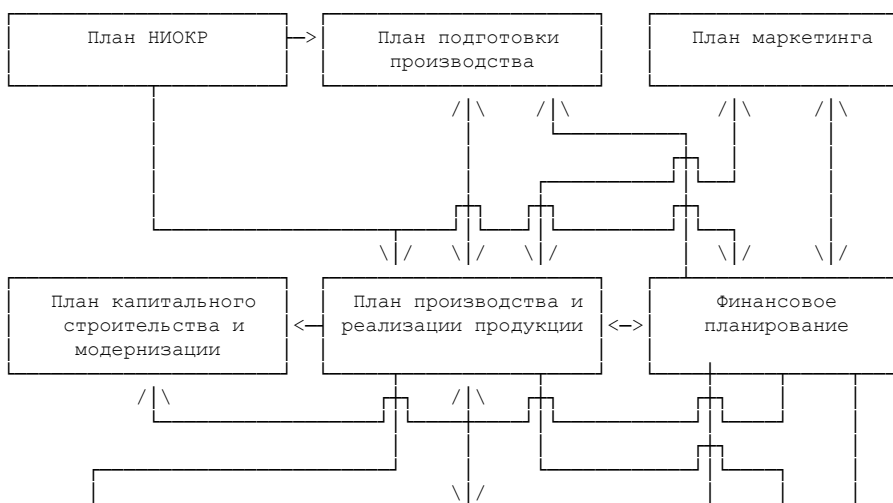 План НИОКР
План подготовки
производства
План маркетинга
План капитального
строительства и
модернизации
План производства и
реализации продукции
Финансовое
планирование